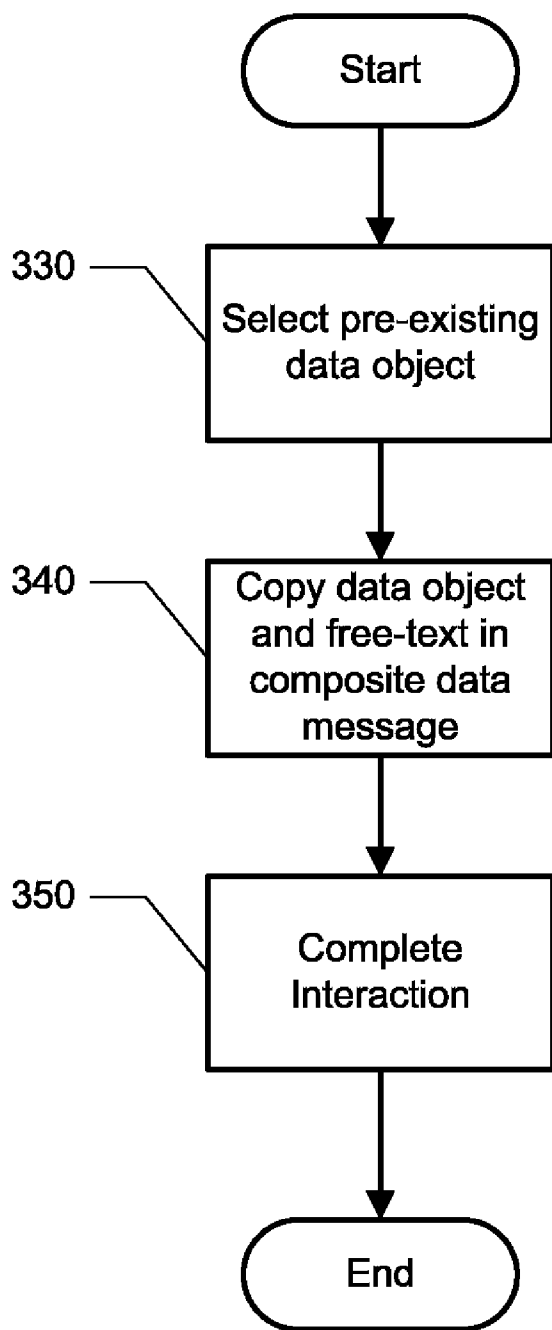 Start
330
Select pre-existing
data object
340
Copy data object
and free-text in
composite data
message
350
Complete
Interaction
End